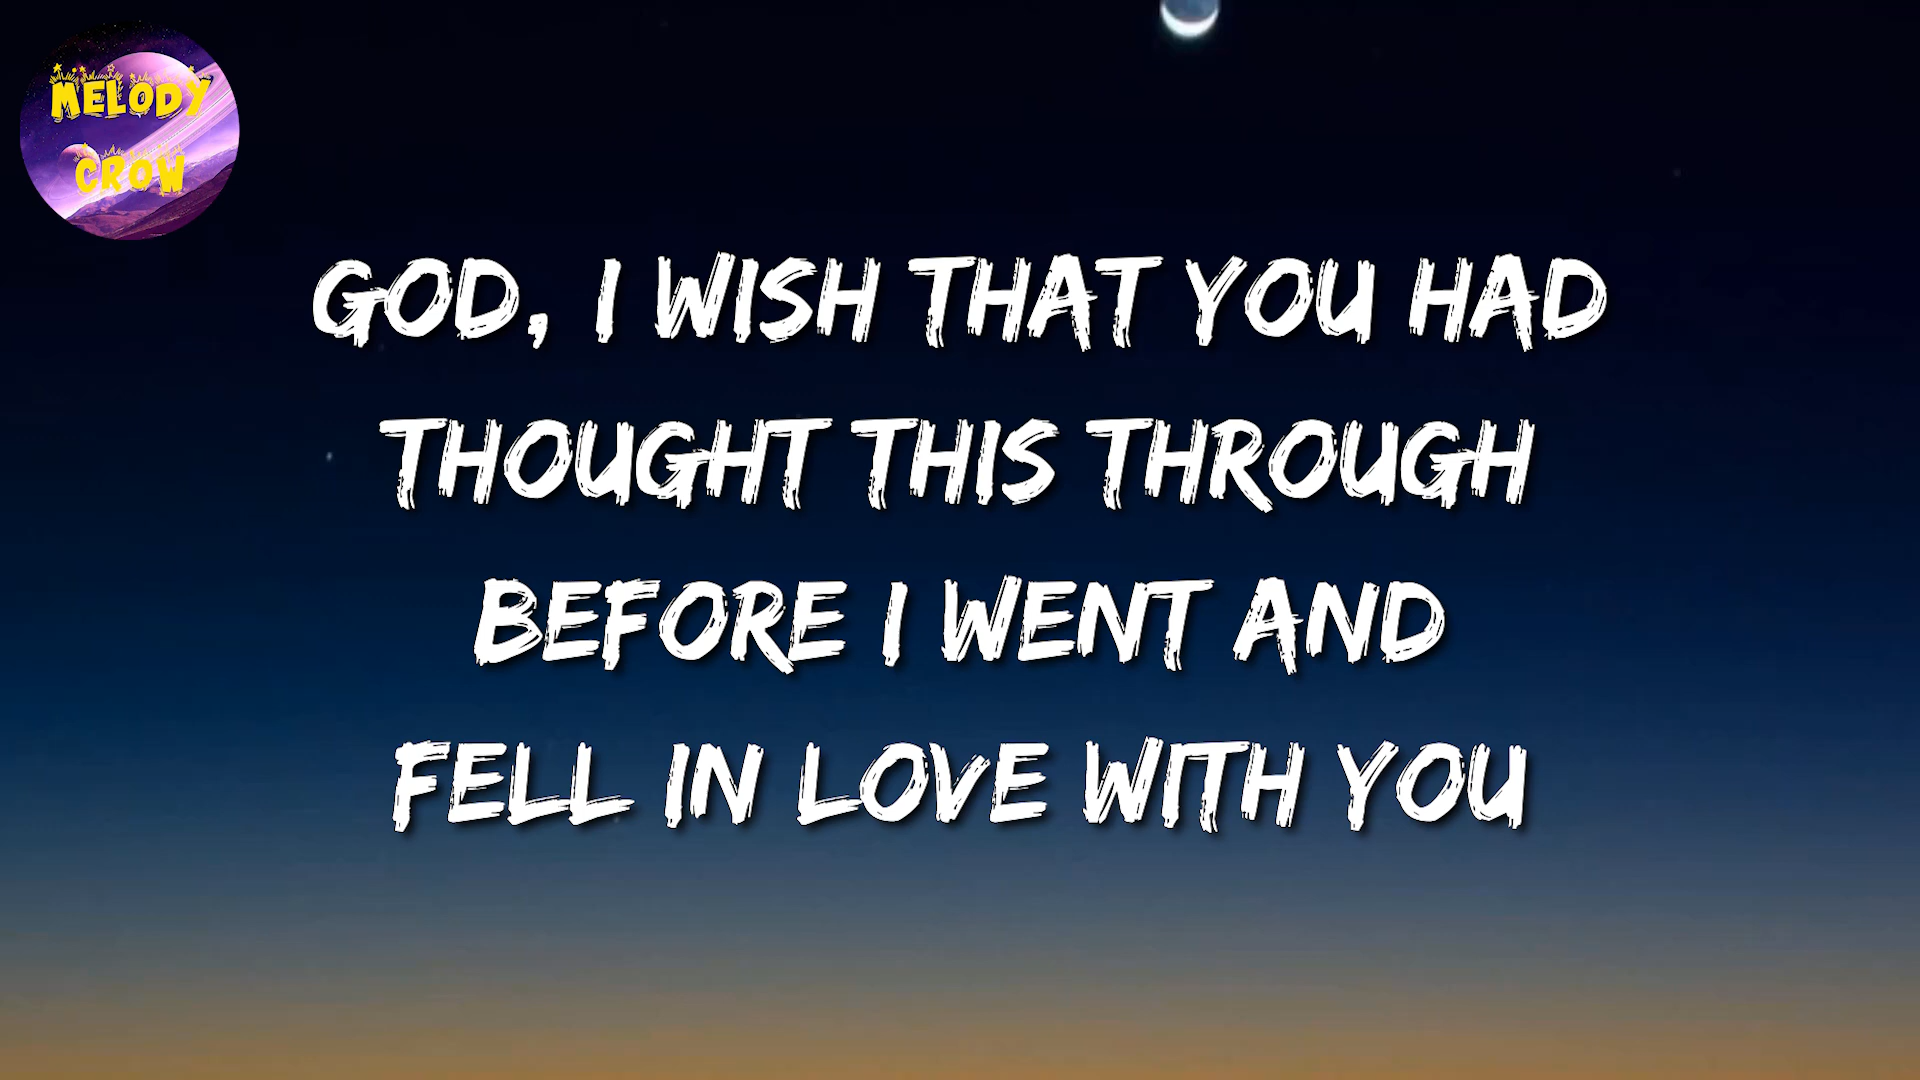 MELODY
CROW
GOD, I WISH THAT YOU HAD
THOUGHT THIS THROUGH
BEFORE I WENT AND
FELL IN LOVE WITH YOU